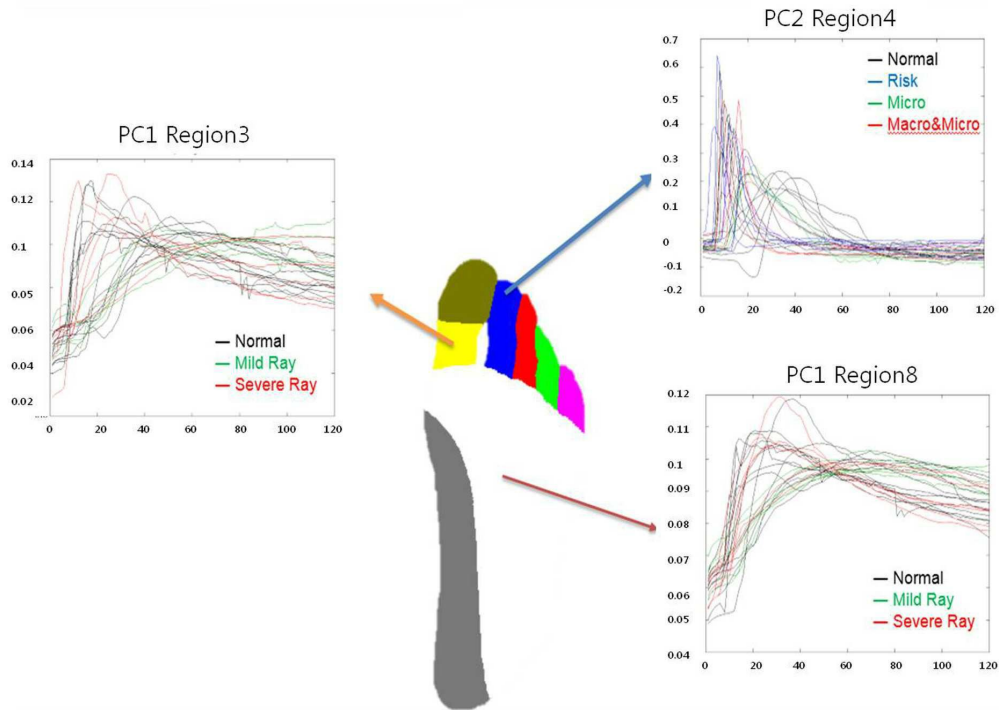 PC2 Region4
0.7
0.6
0.5
0.4
0.3
0.2
0
-0.1
-0.2
Normal
Risk
Micro
Macro&Micro
0 20 40 60 80 100 120
PC1 Region3
0.14
0.12
0.1
0.08
0.06
0.04
0.02
Normal
Mild Ray
Severe Ray
0 20 40 60 80 100 120
PC1 Region8
0.12
0.11
0.1
0.09
0.08
0.07
0.06
0.05
0.04
Normal
Mild Ray
Severe Ray
0 20 40 60 80 100 120